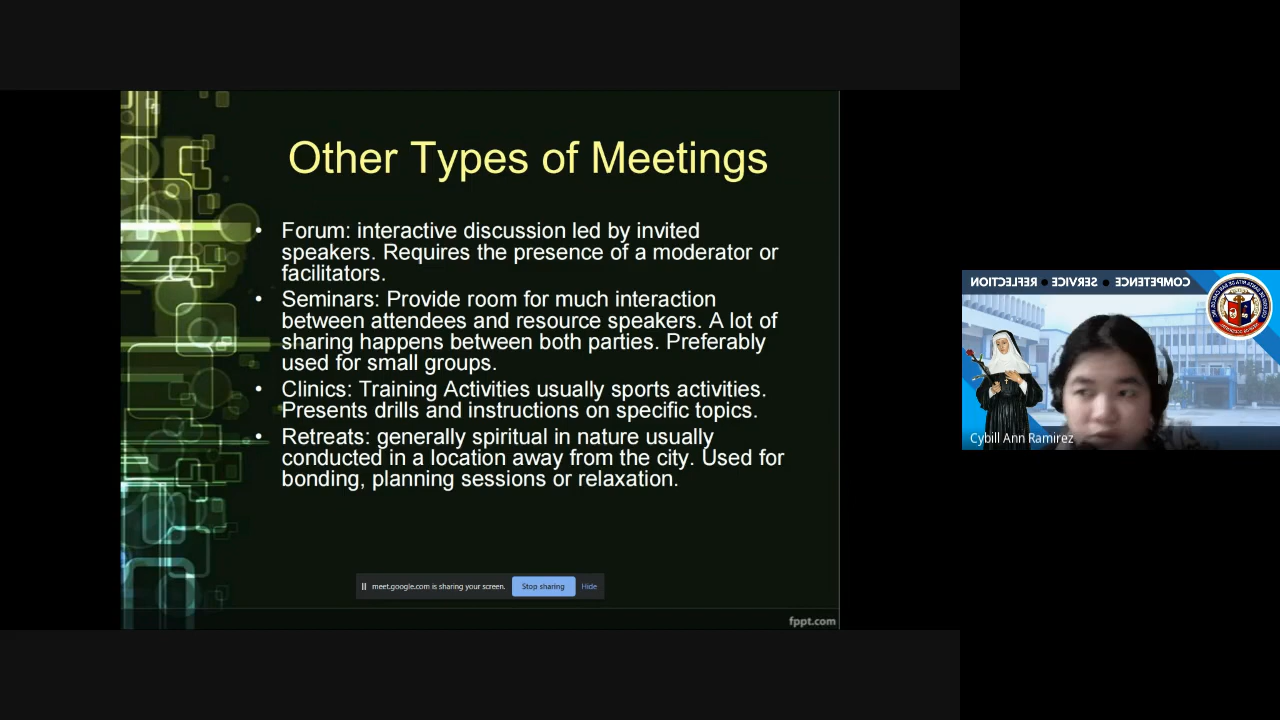 Other Types of Meetings
• Forum: interactive discussion led by invited
speakers. Requires the presence of a moderator or
facilitators.
• Seminars: Provide room for much interaction
between attendees and resource speakers. A lot of
sharing happens between both parties. Preferably
used for small groups.
• Clinics: Training Activities usually sports activities.
Presents drills and instructions on specific topics.
• Retreats: generally spiritual in nature usually
conducted in a location away from the city. Used for
bonding, planning sessions or relaxation.
meet.google.com is sharing your screen. Stop sharing Hide
fppt.com
COMPETENCE • SERVICE • REFLECTION
Cybill Ann Ramirez